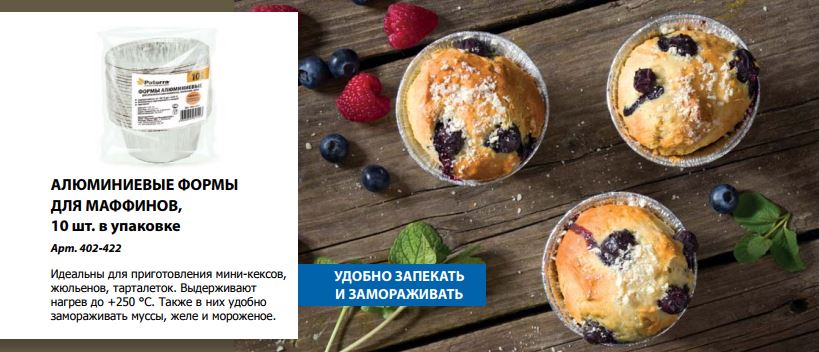 Paterra
10
ФОРМЫ АЛЮМИНИЕВЫЕ
АЛЮМИНИЕВЫЕ ФОРМЫ
ДЛЯ МАФФИНОВ,
10 шт. в упаковке
Арт. 402-422
Идеальны для приготовления мини-кексов,
жюльенов, тарталеток. Выдерживают
нагрев до +250 °C. Также в них удобно
замораживать муссы, желе и мороженое.
УДОБНО ЗАПЕКАТЬ
И ЗАМОРАЖИВАТЬ